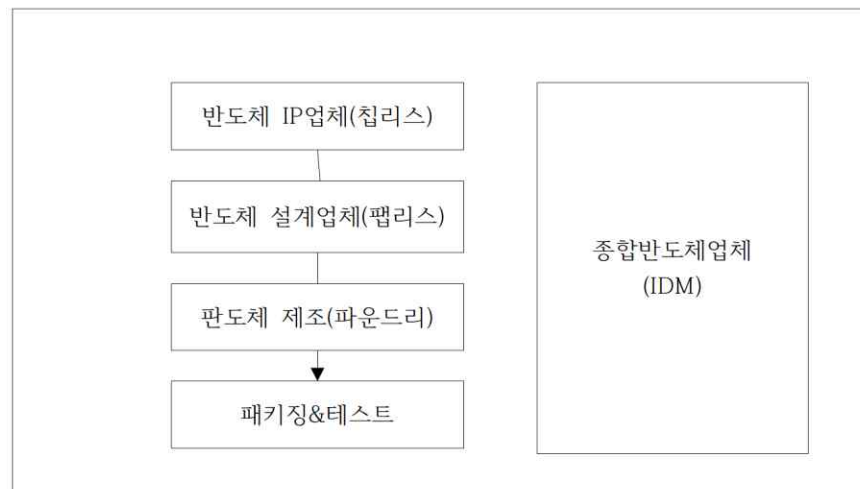 반도체 IP업체(칩리스)
반도체 설계업체(팹리스)
판도체 제조(파운드리)
패키징&테스트
종합반도체업체
(IDM)